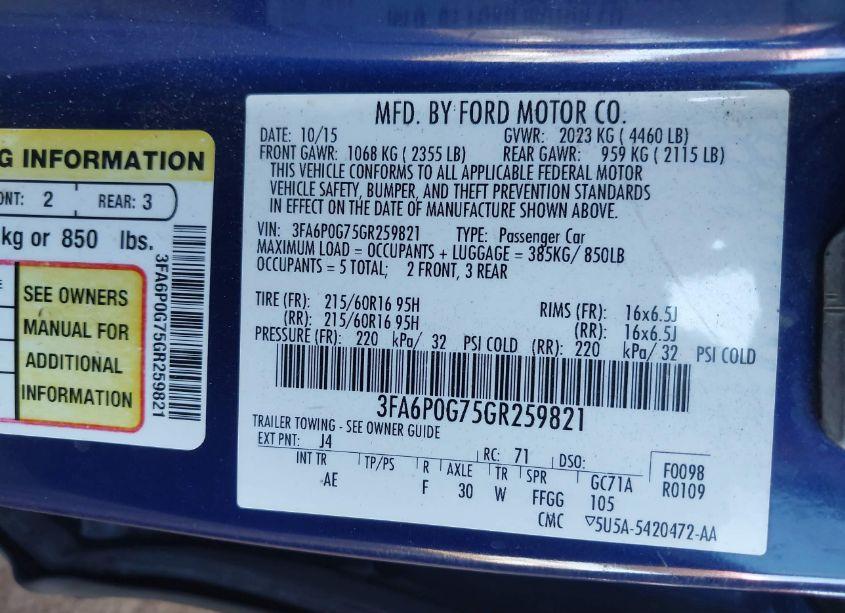 G INFORMATION
NT: 2 REAR: 3
kg or 850 lbs.
SEE OWNERS
MANUAL FOR
ADDITIONAL
INFORMATION
3FA6P0G75GR259821
MFD. BY FORD MOTOR CO.
DATE: 10/15 GVWR: 2023 KG ( 4460 LB)
FRONT GAWR: 1068 KG ( 2355 LB) REAR GAWR: 959 KG ( 2115 LB)
THIS VEHICLE CONFORMS TO ALL APPLICABLE FEDERAL MOTOR
VEHICLE SAFETY, BUMPER, AND THEFT PREVENTION STANDARDS
IN EFFECT ON THE DATE OF MANUFACTURE SHOWN ABOVE.
VIN: 3FA6P0G75GR259821 TYPE: Passenger Car
MAXIMUM LOAD = OCCUPANTS + LUGGAGE = 385KG/ 850LB
OCCUPANTS = 5 TOTAL; 2 FRONT, 3 REAR
TIRE (FR): 215/60R16 95H RIMS (FR): 16x6.5J
(RR): 215/60R16 95H (RR): 16x6.5J
PRESSURE (FR): 220 kPa/ 32 PSI COLD (RR): 220 kPa/ 32 PSI COLD
3FA6P0G75GR259821
TRAILER TOWING - SEE OWNER GUIDE
EXT PNT: J4 RC: 71 DSO: F0098
INT TR TP/PS R AXLE TR SPR GC71A R0109
AE F 30 W FFGG 105
CMC ▽5U5A-5420472-AA